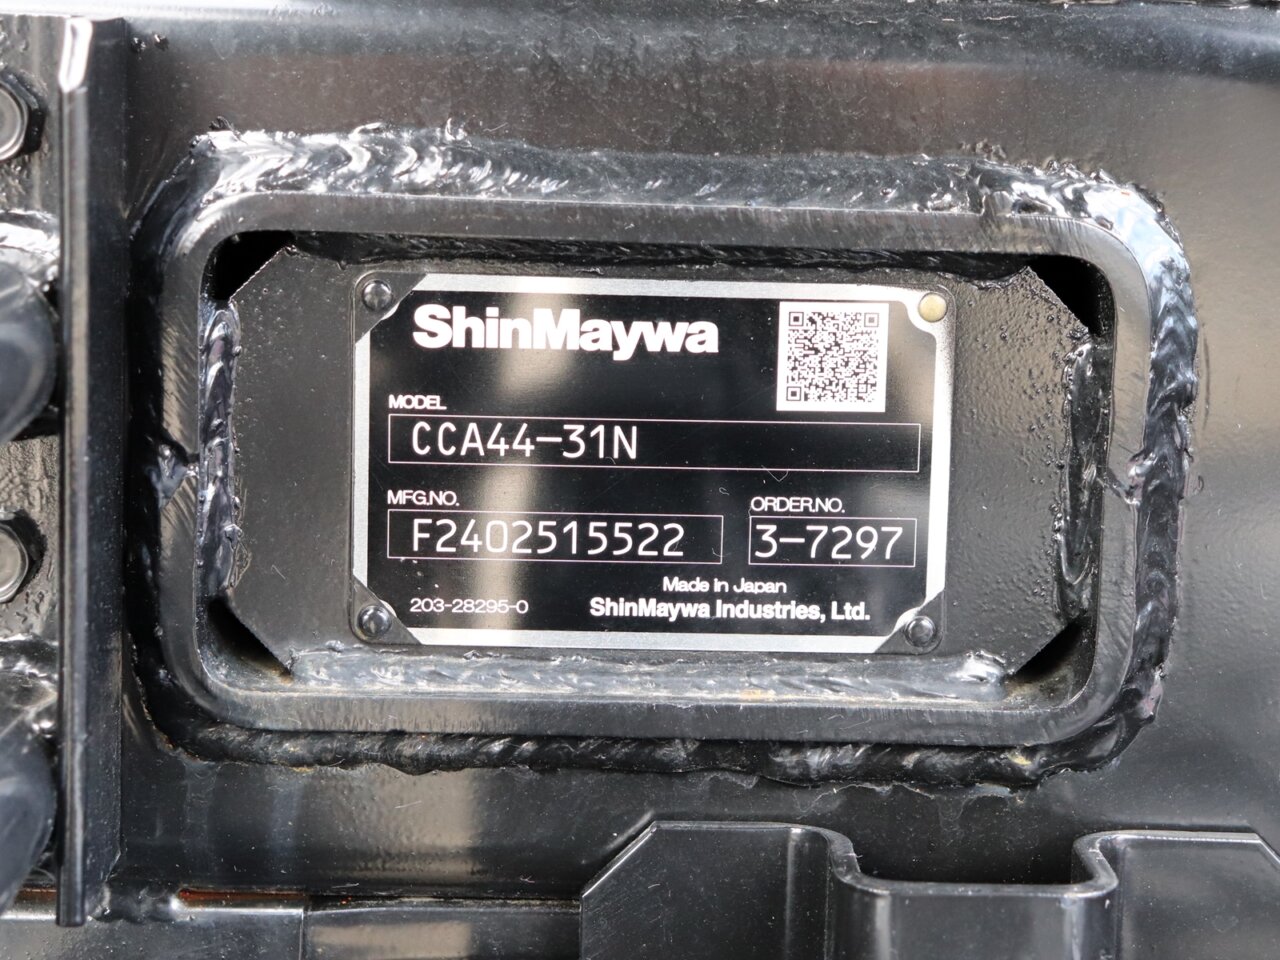 ShinMaywa
MODEL
CCA44-31N
MFG.NO.
F2402515522
ORDER.NO.
3-7297
Made in Japan
203-28295-0
ShinMaywa Industries, Ltd.